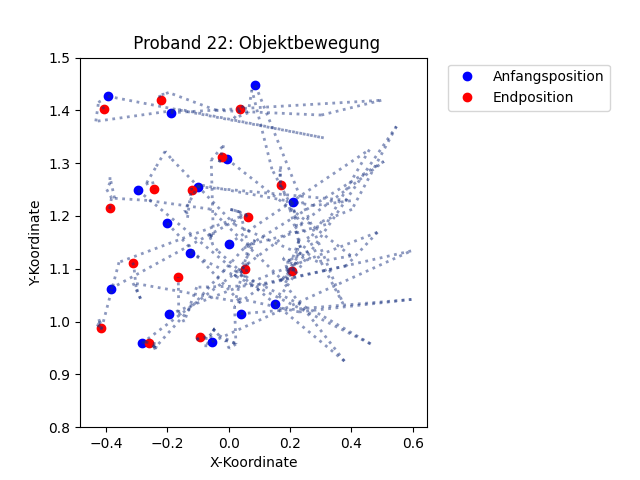 Proband 22: Objektbewegung
Anfangsposition
Endposition
Y-Koordinate
1.5
1.4
1.3
1.2
1.1
1.0
0.9
0.8
−0.4 −0.2 0.0 0.2 0.4 0.6
X-Koordinate